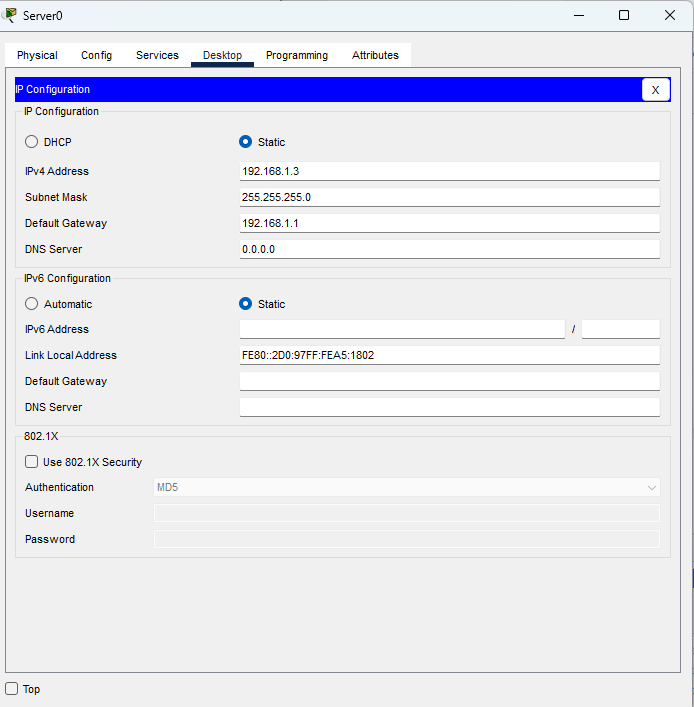 Server0
Physical Config Services Desktop Programming Attributes
IP Configuration X
IP Configuration
DHCP Static
IPv4 Address 192.168.1.3
Subnet Mask 255.255.255.0
Default Gateway 192.168.1.1
DNS Server 0.0.0.0
IPv6 Configuration
Automatic Static
IPv6 Address /
Link Local Address FE80::2D0:97FF:FEA5:1802
Default Gateway
DNS Server
802.1X
Use 802.1X Security
Authentication MD5
Username
Password
Top